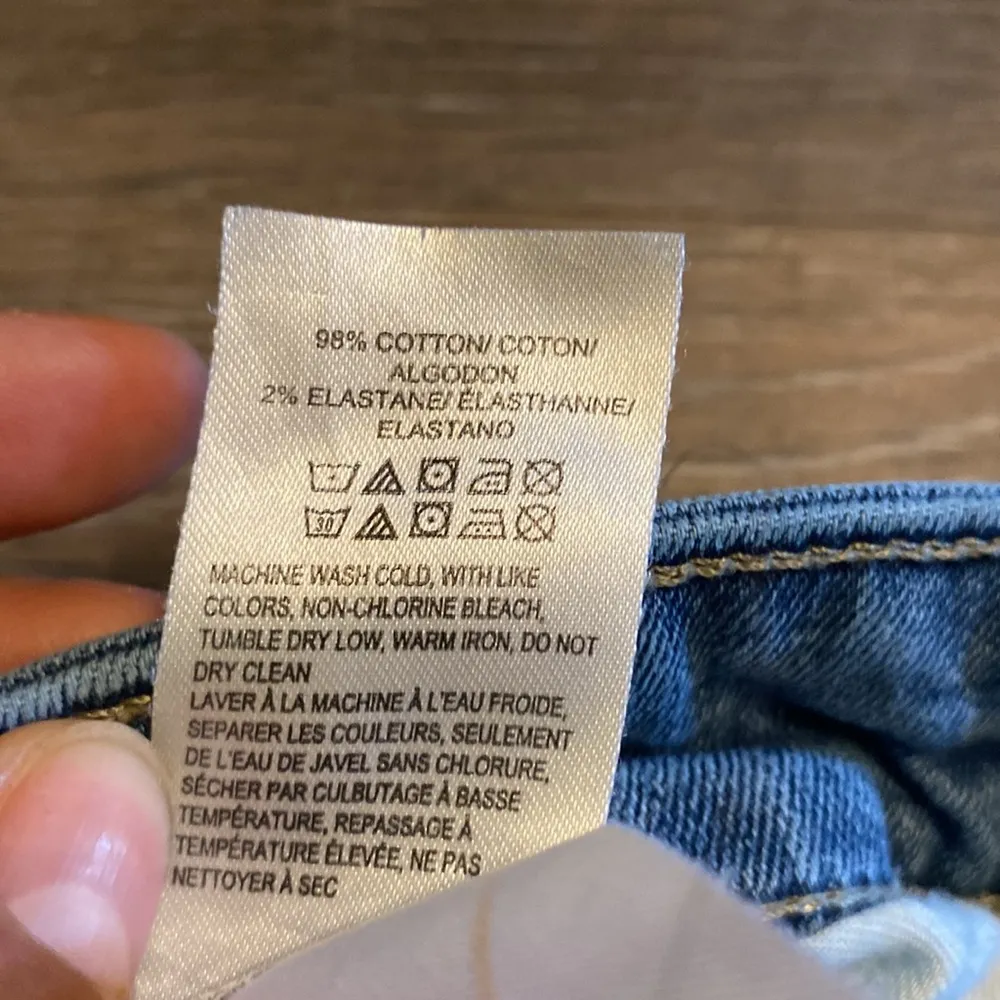 98% COTTON/ COTON/
ALGODON
2% ELASTANE/ ÉLASTHANNE/
ELASTANO
30
MACHINE WASH COLD, WITH LIKE
COLORS, NON-CHLORINE BLEACH,
TUMBLE DRY LOW, WARM IRON, DO NOT
DRY CLEAN
LAVER À LA MACHINE À L'EAU FROIDE,
SEPARER LES COULEURS, SEULEMENT
DE L'EAU DE JAVEL SANS CHLORURE,
SÉCHER PAR CULBUTAGE À BASSE
TEMPÉRATURE, REPASSAGE À
TEMPÉRATURE ÉLEVÉE, NE PAS
NETTOYER À SEC